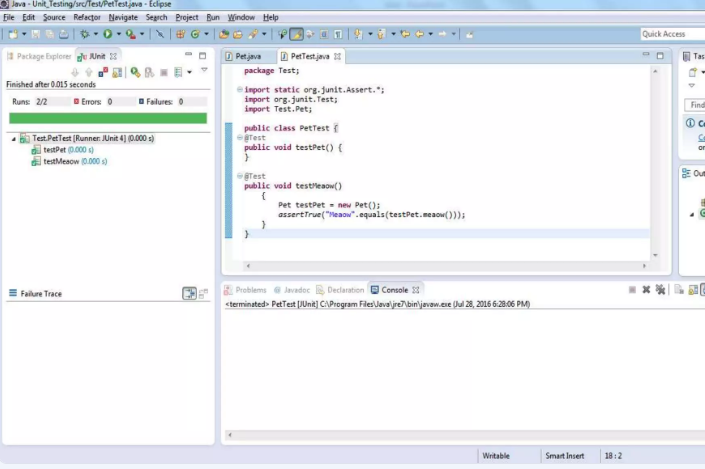 Java - Unit_Testing/src/Test/PetTest.java - Eclipse
File Edit Source Refactor Navigate Search Project Run Window Help
Quick Access
Package Explorer JUnit
Finished after 0.015 seconds
Runs: 2/2 Errors: 0 Failures: 0
Test.PetTest [Runner: JUnit 4] (0.000 s)
testPet (0.000 s)
testMeaow (0.000 s)
Failure Trace
Pet.java PetTest.java
package Test;
import static org.junit.Assert.*;
import org.junit.Test;
import Test.Pet;
public class PetTest {
@Test
public void testPet() {
}
@Test
public void testMeaow()
{
Pet testPet = new Pet();
assertTrue("Meaow".equals(testPet.meaow()));
}
}
Tas
Find
Co
or
Out
Problems Javadoc Declaration Console
<terminated> PetTest [JUnit] C:\Program Files\Java\jre7\bin\javaw.exe (Jul 28, 2016 6:28:06 PM)
Writable Smart Insert 18 : 2